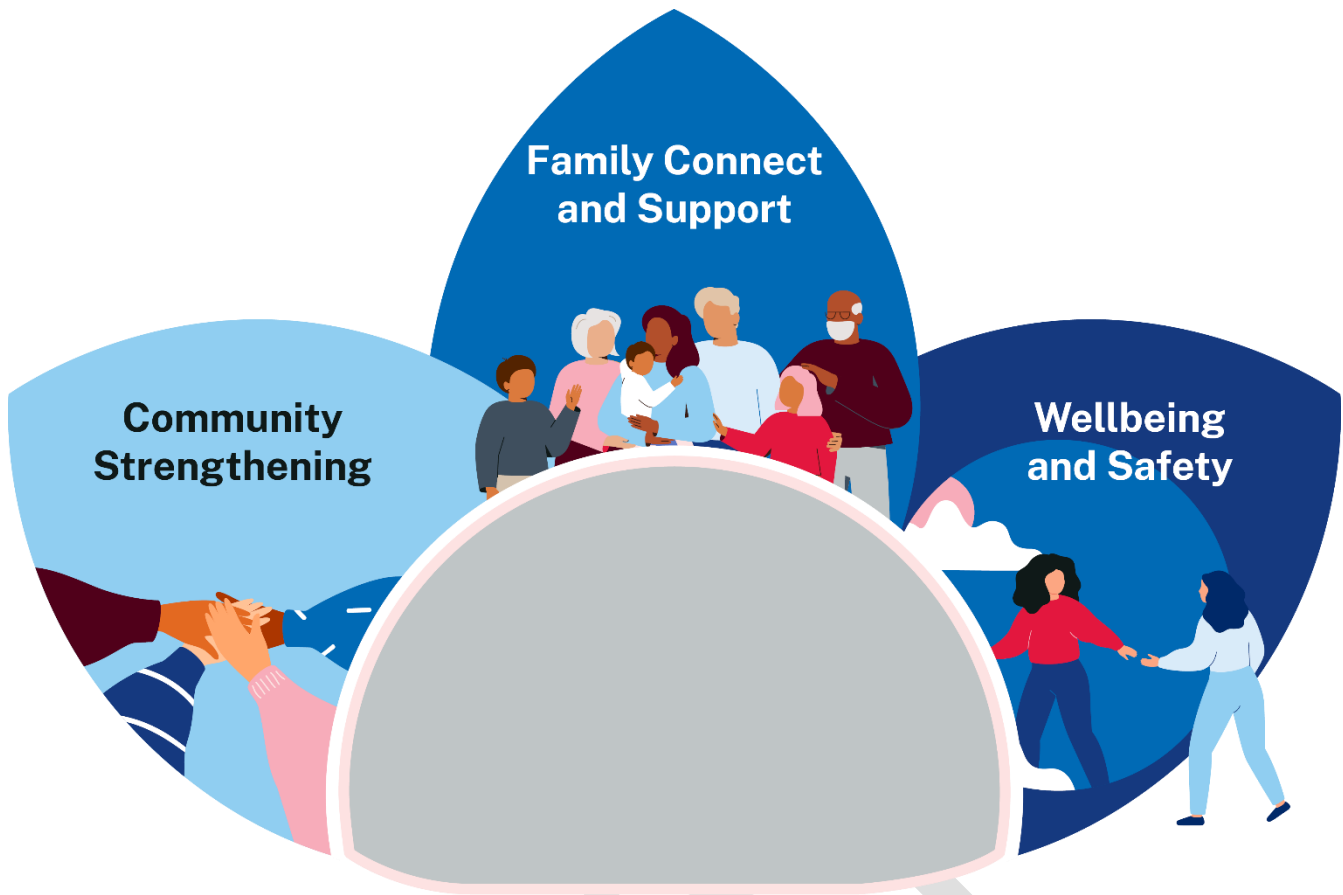 Family Connect
and Support
Community
Strengthening
Wellbeing
and Safety